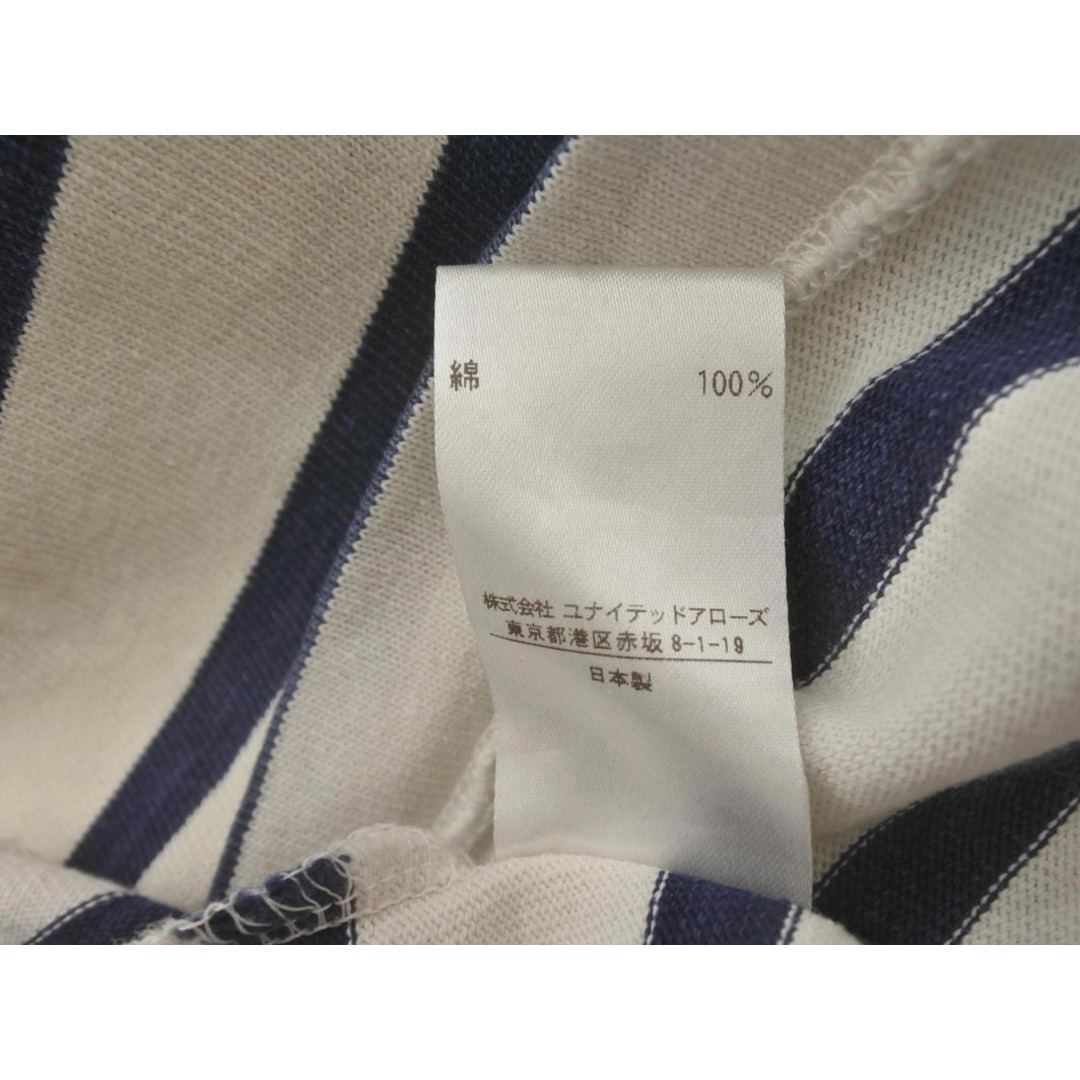 綿 100%
株式会社 ユナイテッドアローズ
東京都港区赤坂 8-1-19
日本製